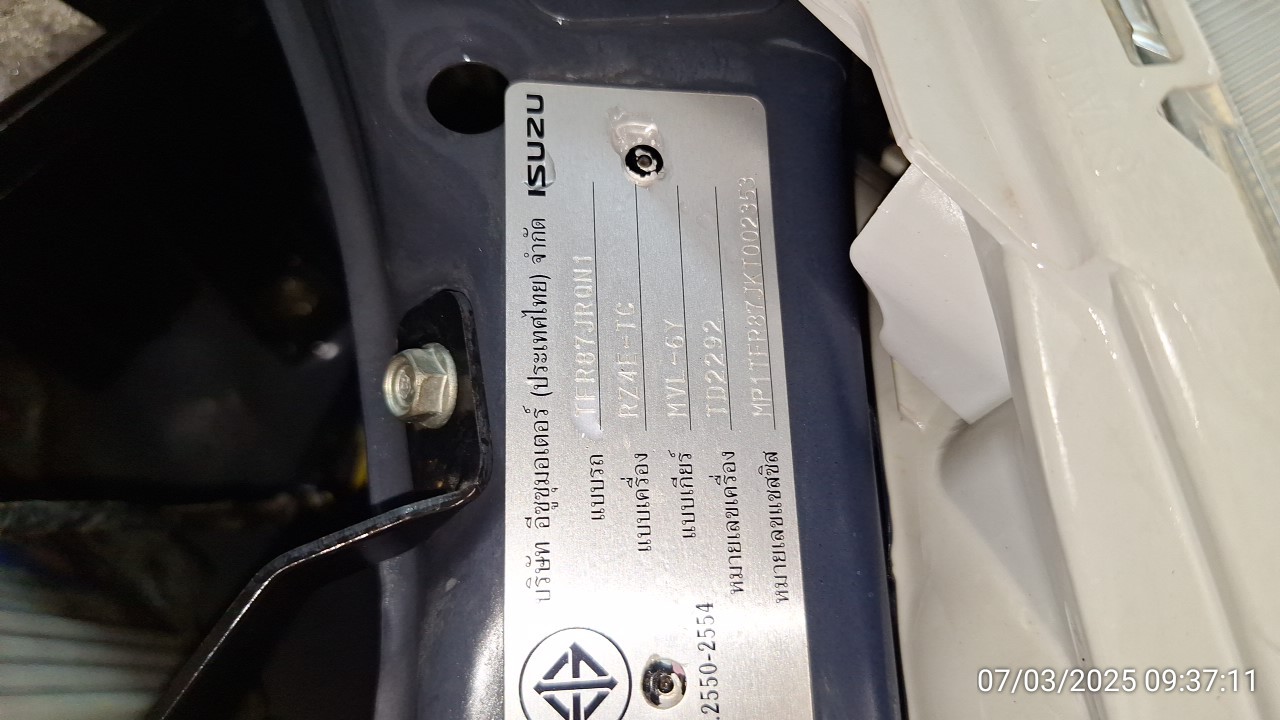 บริษัท อีซูซุมอเตอร์ (ประเทศไทย) จำกัด ISUZU
แบบรถ TFR87JRQN1
แบบเครื่อง RZ4E-TC
แบบเกียร์ MVL-6Y
หมายเลขเครื่อง TD2292
หมายเลขแชสซิส MP1TFR87JKT002353
.2550-2554
07/03/2025 09:37:11